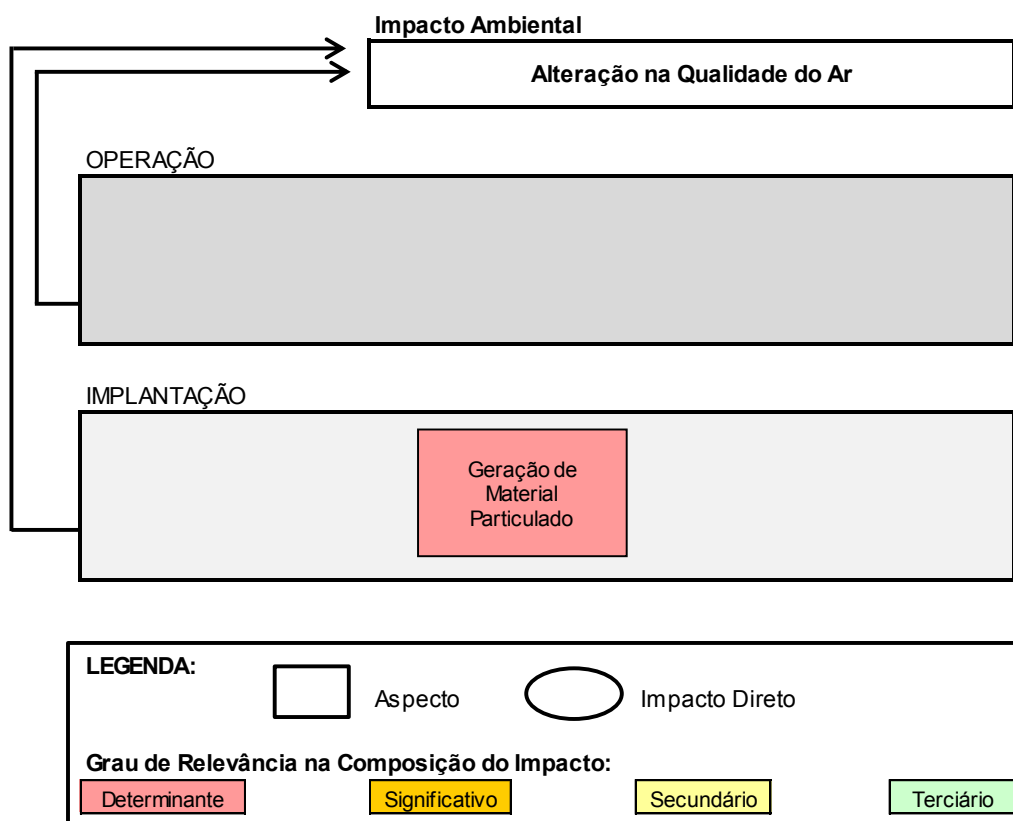 Impacto Ambiental
Alteração na Qualidade do Ar
OPERAÇÃO
IMPLANTAÇÃO
Geração de
Material
Particulado
LEGENDA:
Aspecto
Impacto Direto
Grau de Relevância na Composição do Impacto:
Determinante
Significativo
Secundário
Terciário